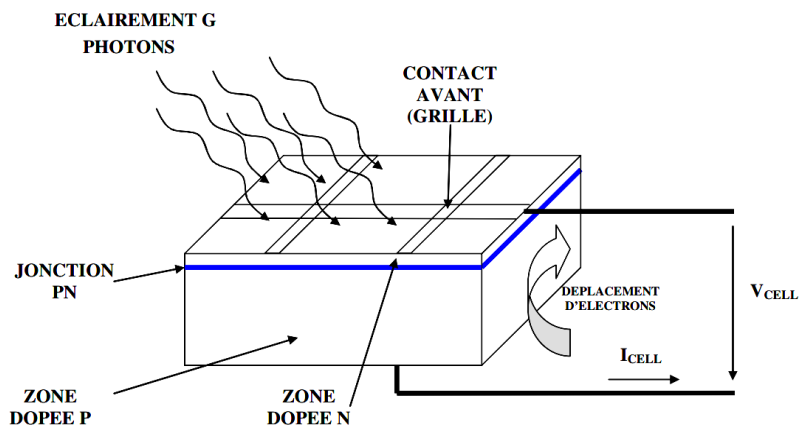 ECLAIREMENT G
PHOTONS
CONTACT
AVANT
(GRILLE)
JONCTION
PN
DEPLACEMENT
D'ELECTRONS
VCELL
ICELL
ZONE
DOPEE P
ZONE
DOPEE N